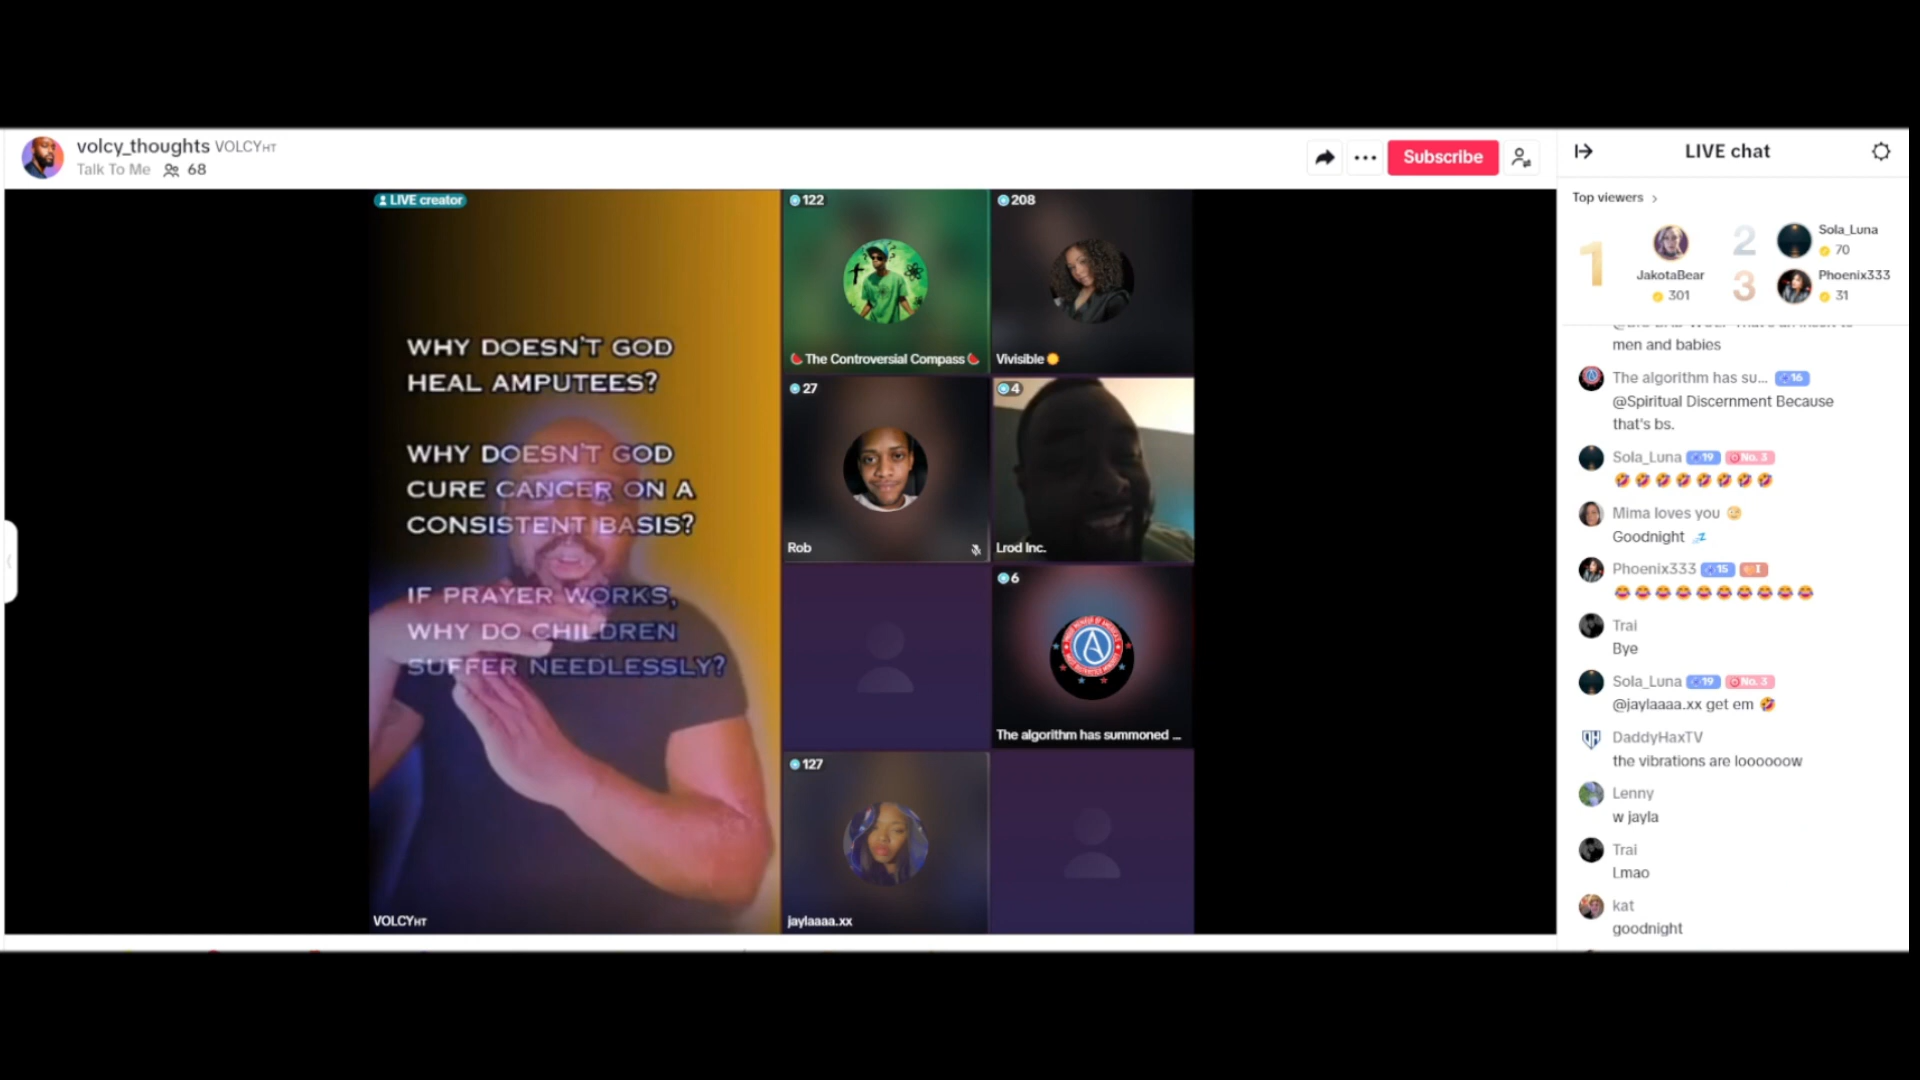 volcy_thoughts VOLCYHT
Talk To Me 68
Subscribe
LIVE chat
LIVE creator
WHY DOESN'T GOD
HEAL AMPUTEES?
WHY DOESN'T GOD
CURE CANCER ON A
CONSISTENT BASIS?
IF PRAYER WORKS,
WHY DO CHILDREN
SUFFER NEEDLESSLY?
VOLCYHT
122
The Controversial Compass
208
Vivisible
27
Rob
4
Lrod Inc.
6
The algorithm has summoned ...
127
jaylaaaa.xx
Top viewers
1
JakotaBear
301
2
Sola_Luna
70
3
Phoenix333
31
men and babies
The algorithm has su... 16
@Spiritual Discernment Because
that's bs.
Sola_Luna 19 No. 3
🤣🤣🤣🤣🤣🤣🤣🤣
Mima loves you
Goodnight 💤
Phoenix333 15 I
😂😂😂😂😂😂😂😂😂😂
Trai
Bye
Sola_Luna 19 No. 3
@jaylaaaa.xx get em 🤣
DaddyHaxTV
the vibrations are loooooow
Lenny
w jayla
Trai
Lmao
kat
goodnight